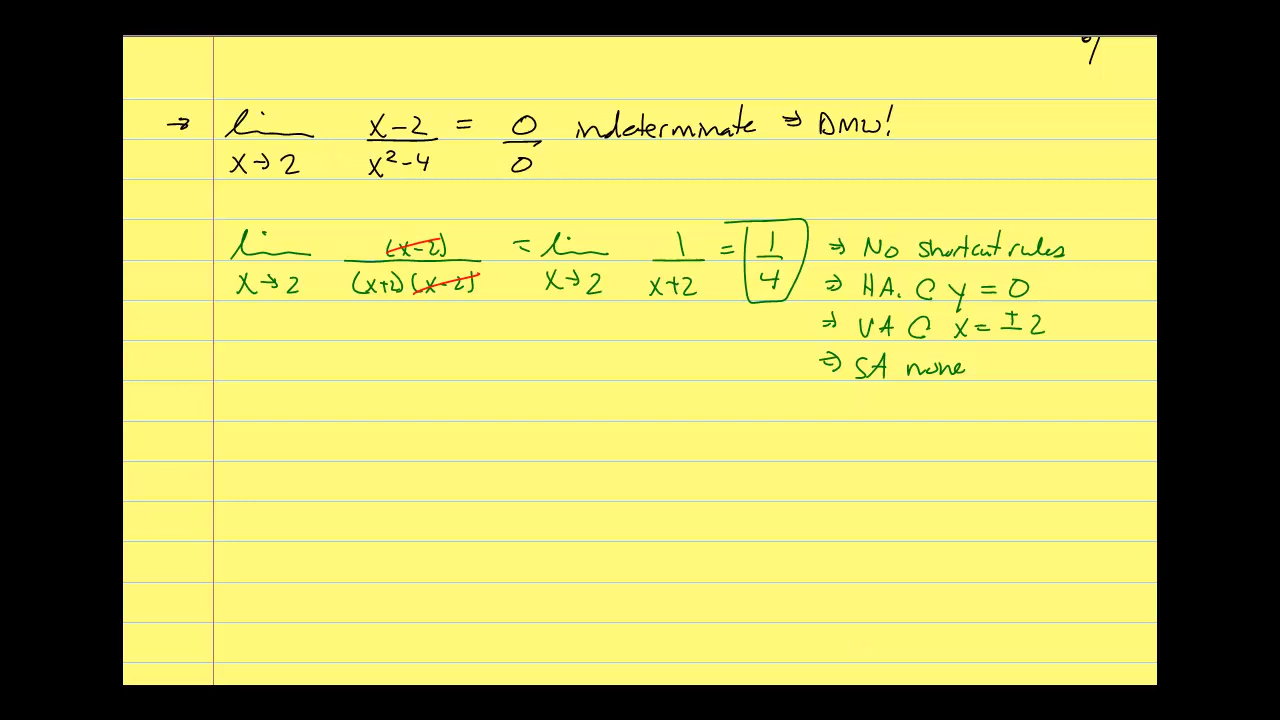 → lim x→2 x-2/x²-4 = 0/0 indeterminate ⇒ DMW!
lim x→2 (x-2)/(x+2)(x-2) = lim x→2 1/x+2 = 1/4 ⇒ No shortcut rules
⇒ HA. @ y = 0
⇒ VA @ x = ±2
⇒ SA none